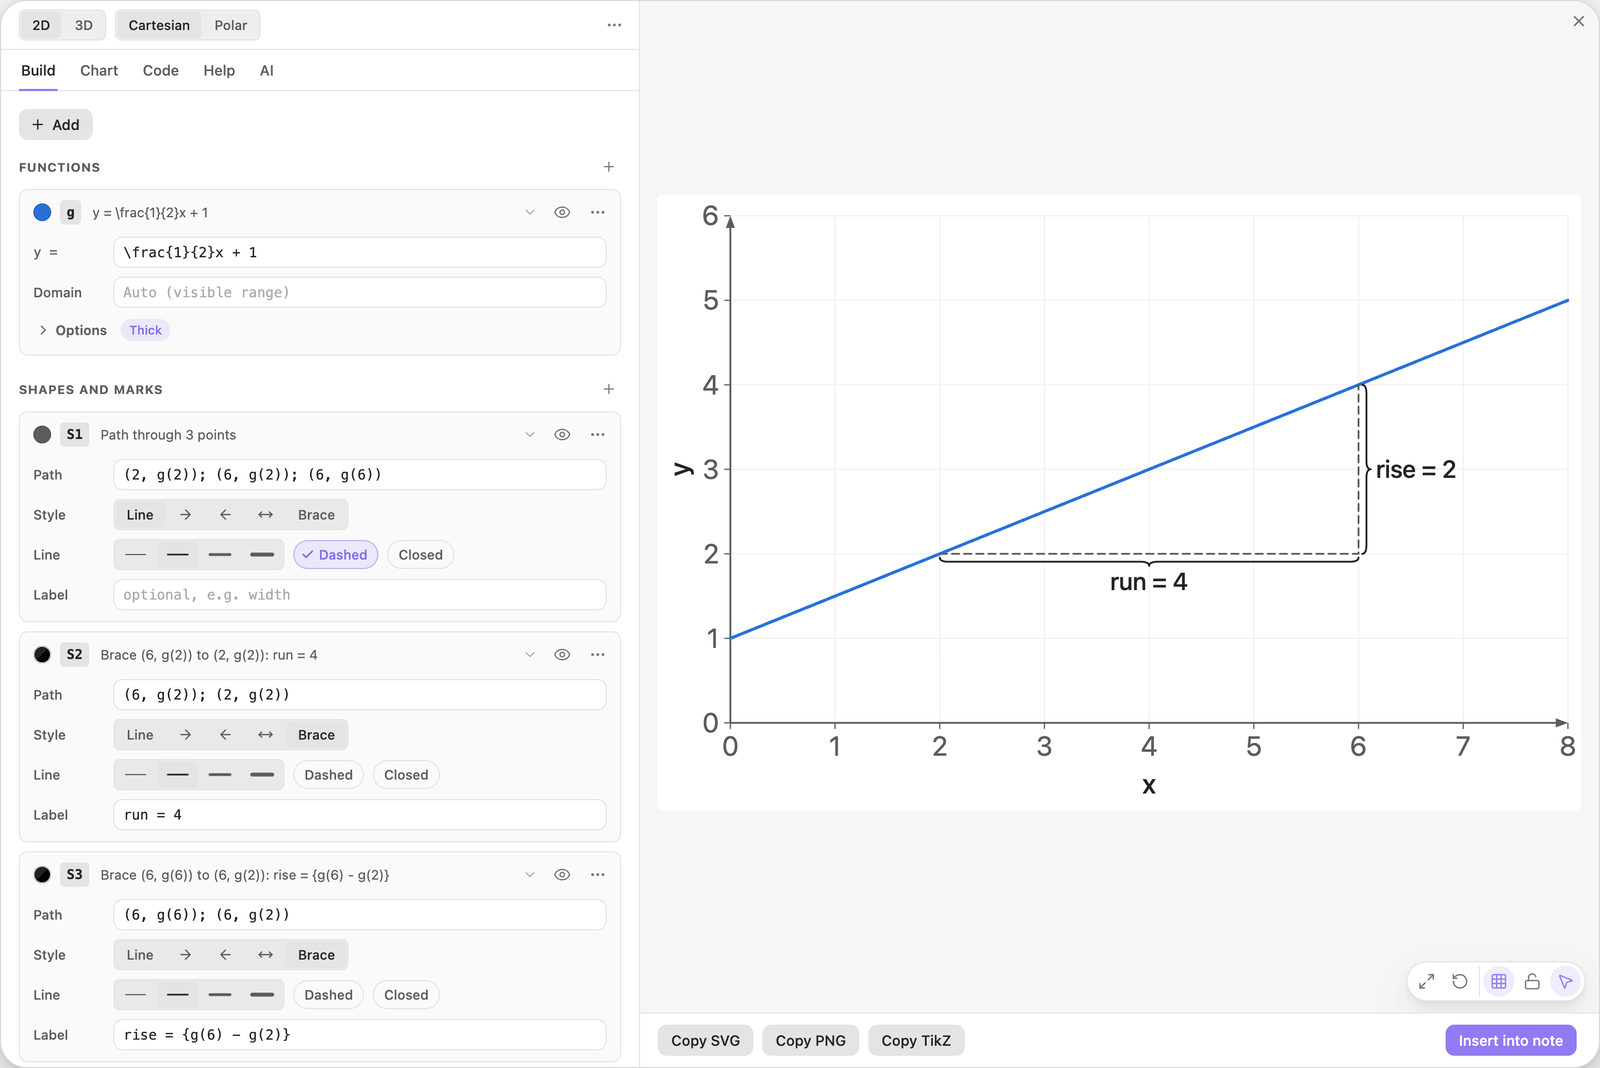 2D 3D Cartesian Polar
Build Chart Code Help AI
+ Add
FUNCTIONS
g y = \frac{1}{2}x + 1
y = \frac{1}{2}x + 1
Domain Auto (visible range)
Options Thick
SHAPES AND MARKS
S1 Path through 3 points
Path (2, g(2)); (6, g(2)); (6, g(6))
Style Line → ← ↔ Brace
Line Dashed Closed
Label optional, e.g. width
S2 Brace (6, g(2)) to (2, g(2)): run = 4
Path (6, g(2)); (2, g(2))
Style Line → ← ↔ Brace
Line Dashed Closed
Label run = 4
S3 Brace (6, g(6)) to (6, g(2)): rise = {g(6) - g(2)}
Path (6, g(6)); (6, g(2))
Style Line → ← ↔ Brace
Line Dashed Closed
Label rise = {g(6) - g(2)}
6
5
4
y
3
rise = 2
2
run = 4
1
0
0 1 2 3 4 5 6 7 8
x
Copy SVG Copy PNG Copy TikZ Insert into note